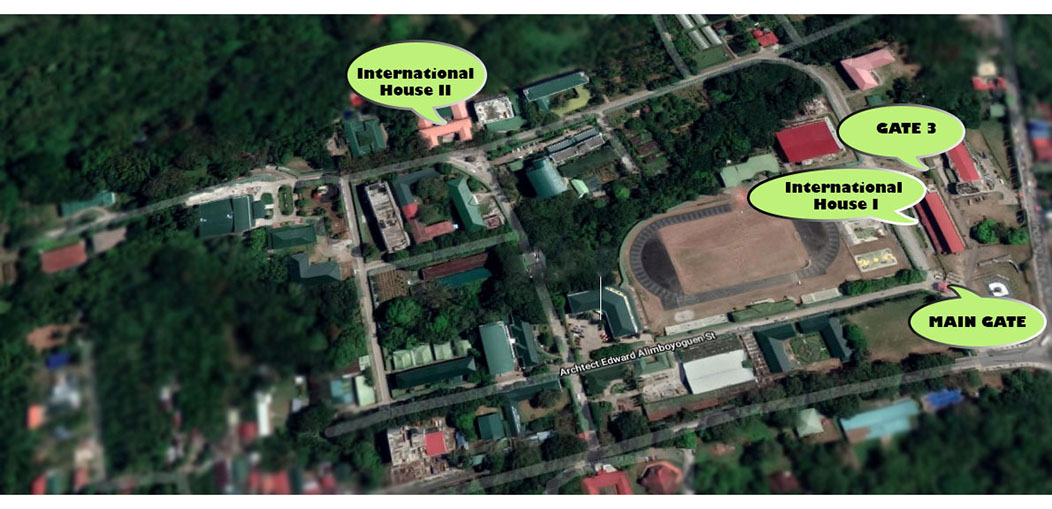 International
House II
GATE 3
International
House I
MAIN GATE
Archtect Edward Alimboyoguen St